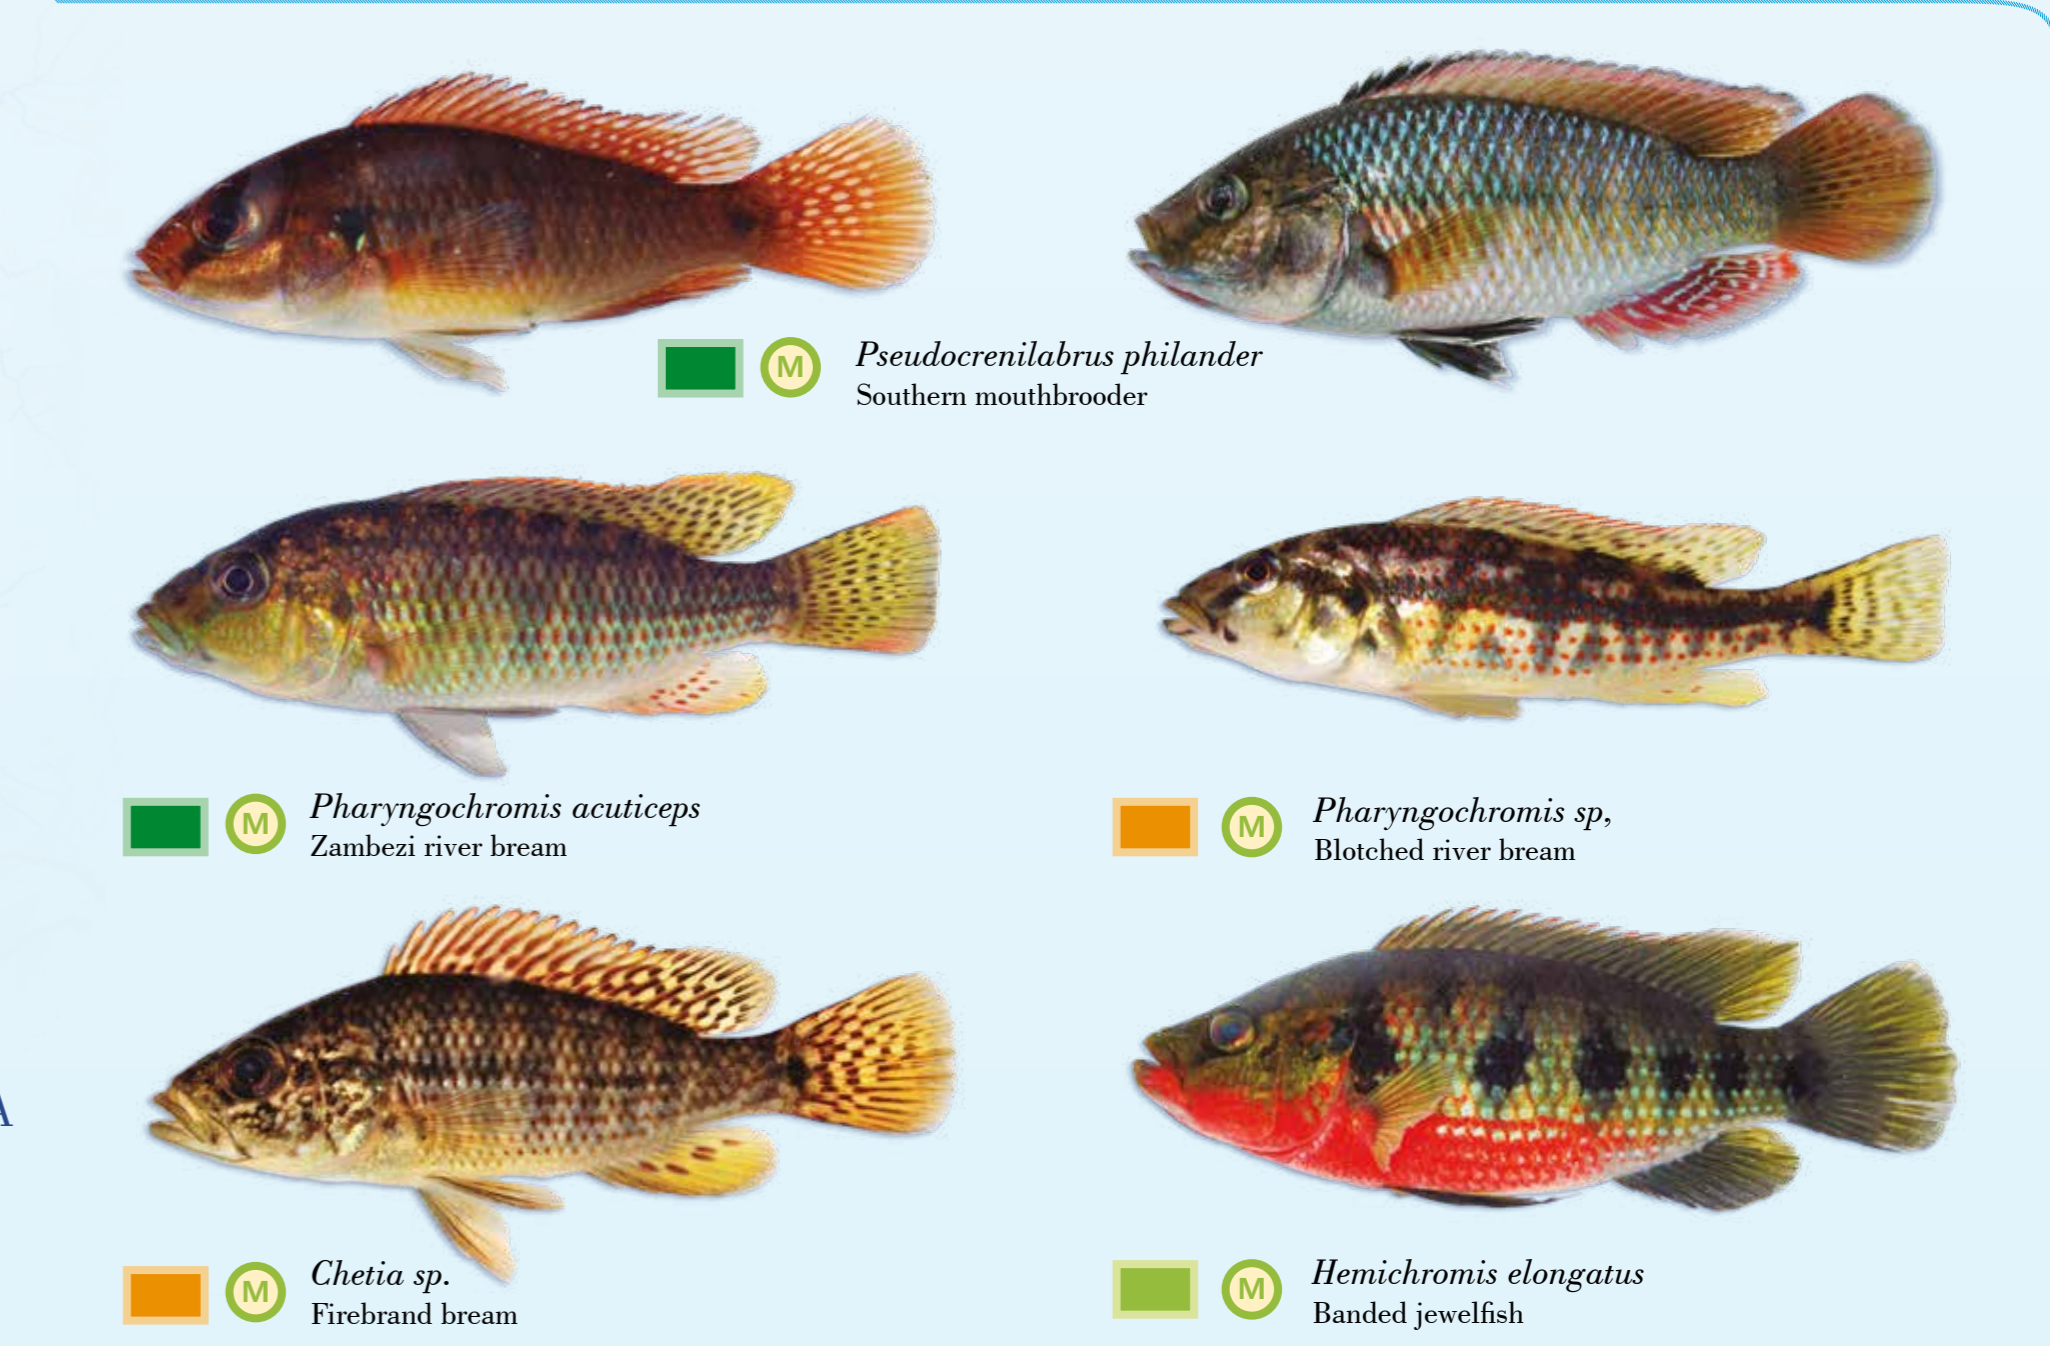 M
Pseudocrenilabrus philander
Southern mouthbrooder
M
Pharyngochromis acuticeps
Zambezi river bream
M
Pharyngochromis sp,
Blotched river bream
A
M
Chetia sp.
Firebrand bream
M
Hemichromis elongatus
Banded jewelfish